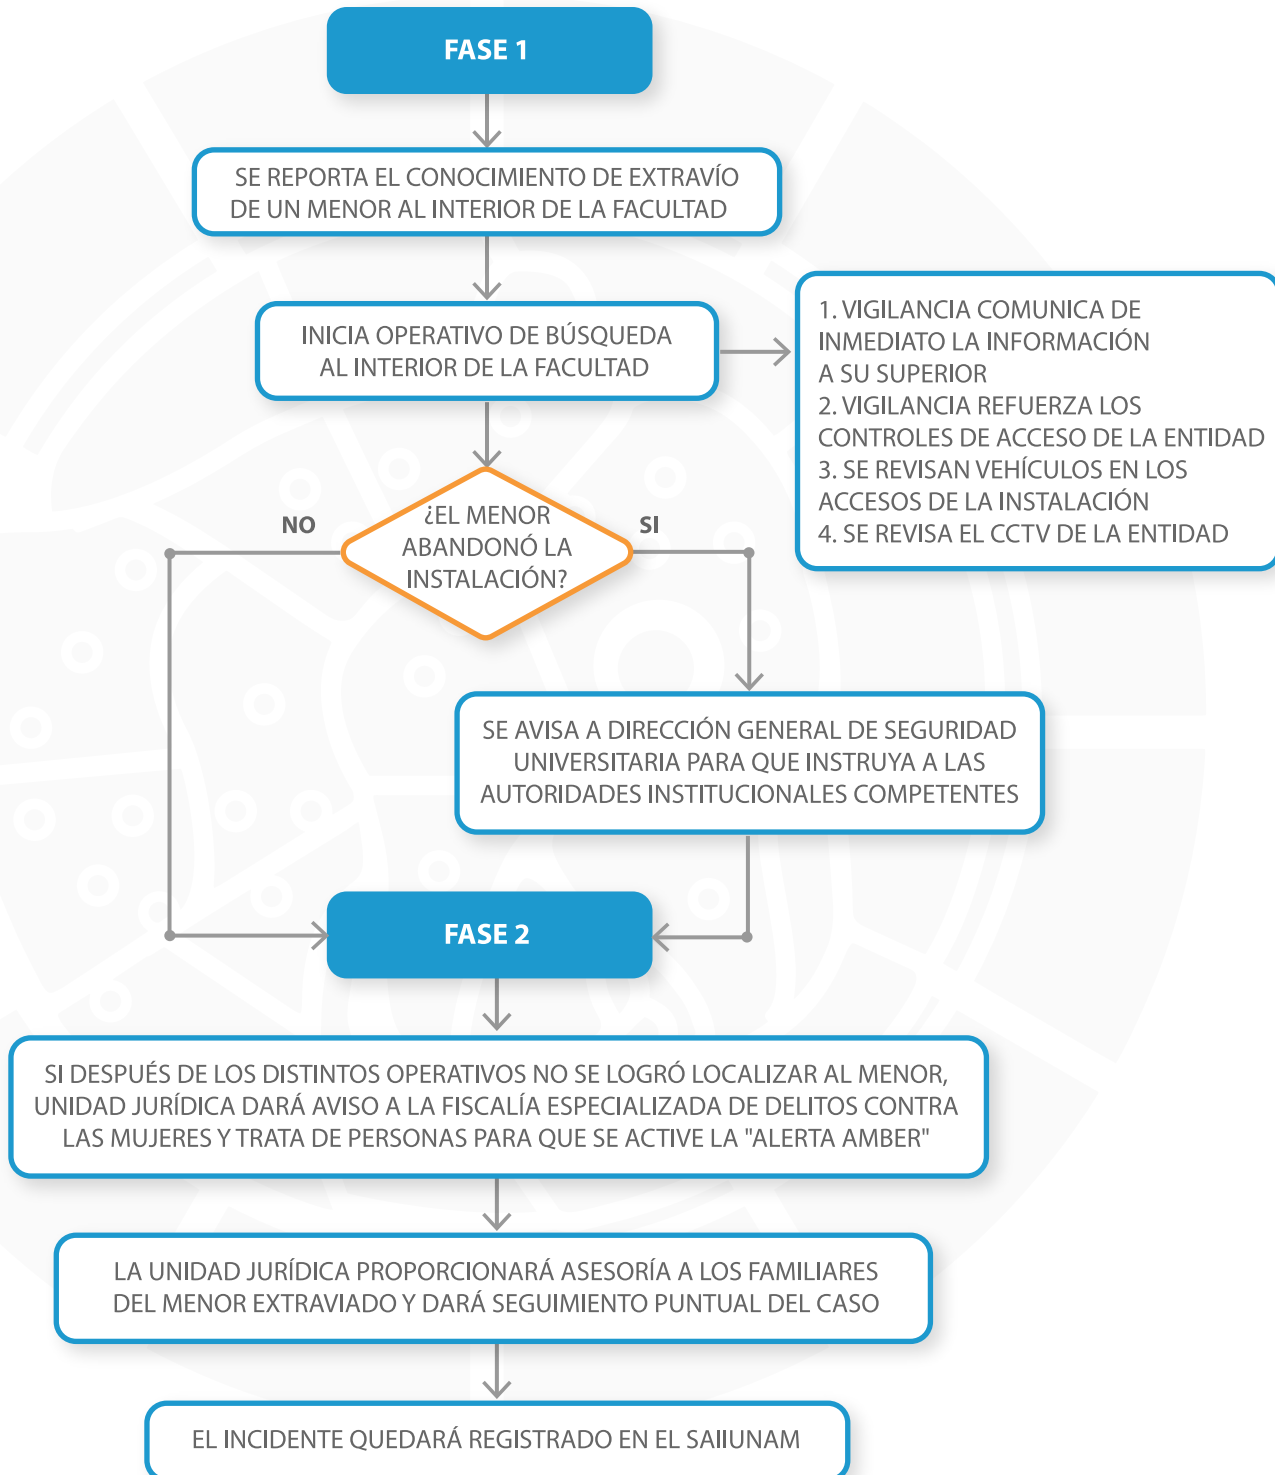 FASE 1
SE REPORTA EL CONOCIMIENTO DE EXTRAVÍO
DE UN MENOR AL INTERIOR DE LA FACULTAD
INICIA OPERATIVO DE BÚSQUEDA
AL INTERIOR DE LA FACULTAD
1. VIGILANCIA COMUNICA DE
INMEDIATO LA INFORMACIÓN
A SU SUPERIOR
2. VIGILANCIA REFUERZA LOS
CONTROLES DE ACCESO DE LA ENTIDAD
3. SE REVISAN VEHÍCULOS EN LOS
ACCESOS DE LA INSTALACIÓN
4. SE REVISA EL CCTV DE LA ENTIDAD
¿EL MENOR
ABANDONÓ LA
INSTALACIÓN?
NO
SI
SE AVISA A DIRECCIÓN GENERAL DE SEGURIDAD
UNIVERSITARIA PARA QUE INSTRUYA A LAS
AUTORIDADES INSTITUCIONALES COMPETENTES
FASE 2
SI DESPUÉS DE LOS DISTINTOS OPERATIVOS NO SE LOGRÓ LOCALIZAR AL MENOR,
UNIDAD JURÍDICA DARÁ AVISO A LA FISCALÍA ESPECIALIZADA DE DELITOS CONTRA
LAS MUJERES Y TRATA DE PERSONAS PARA QUE SE ACTIVE LA "ALERTA AMBER"
LA UNIDAD JURÍDICA PROPORCIONARÁ ASESORÍA A LOS FAMILIARES
DEL MENOR EXTRAVIADO Y DARÁ SEGUIMIENTO PUNTUAL DEL CASO
EL INCIDENTE QUEDARÁ REGISTRADO EN EL SAIIUNAM